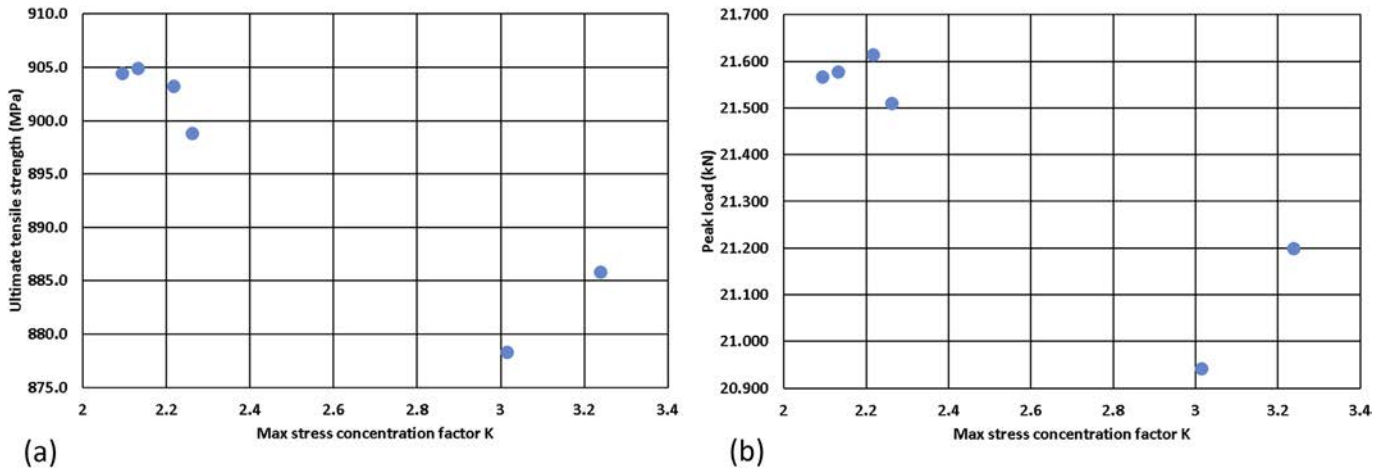 910.0
905.0
900.0
895.0
890.0
885.0
880.0
875.0
Ultimate tensile strength (MPa)
2 2.2 2.4 2.6 2.8 3 3.2 3.4
Max stress concentration factor K
(a)
21.700
21.600
21.500
21.400
21.300
21.200
21.100
21.000
20.900
Peak load (kN)
2 2.2 2.4 2.6 2.8 3 3.2 3.4
Max stress concentration factor K
(b)